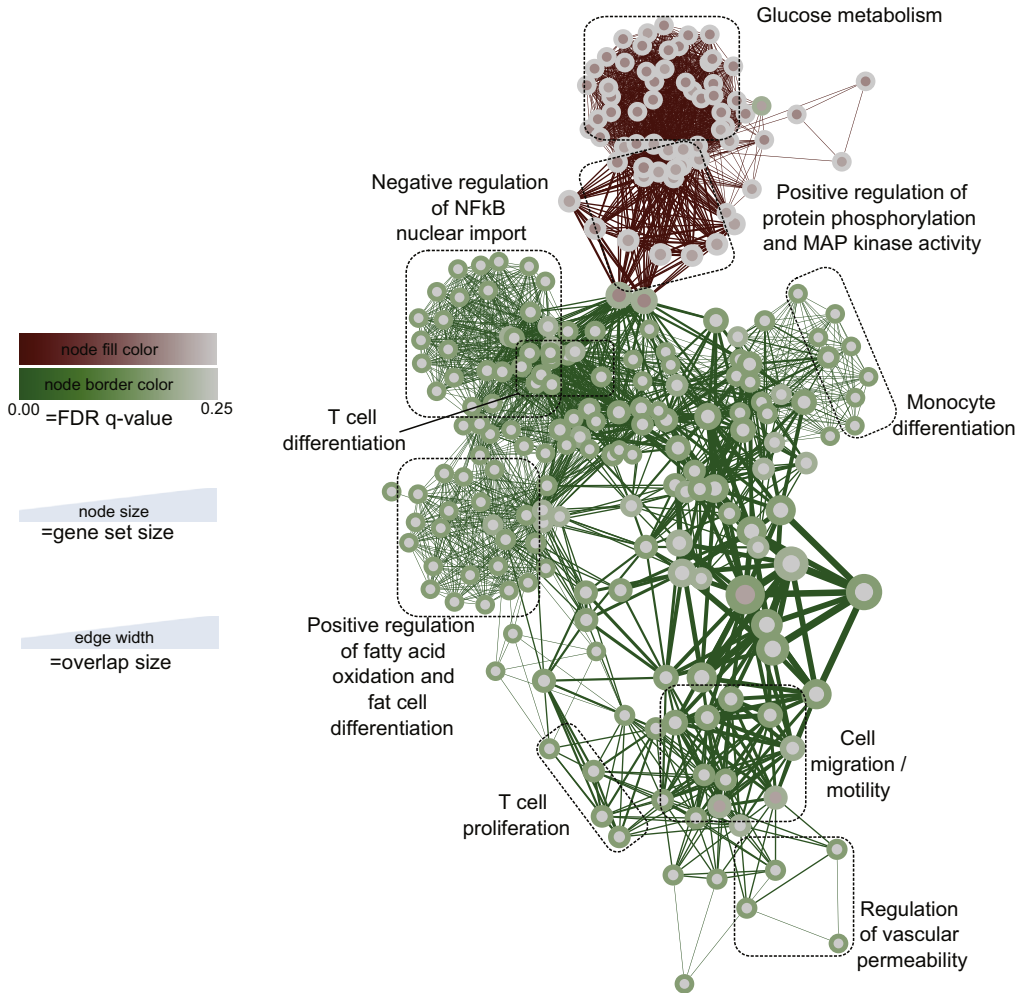 Glucose metabolism
Negative regulation
of NFkB
nuclear import
Positive regulation of
protein phosphorylation
and MAP kinase activity
node fill color
node border color
0.00
0.25
=FDR q-value
T cell
differentiation
Monocyte
differentiation
node size
=gene set size
edge width
=overlap size
Positive regulation
of fatty acid
oxidation and
fat cell
differentiation
Cell
migration /
motility
T cell
proliferation
Regulation
of vascular
permeability